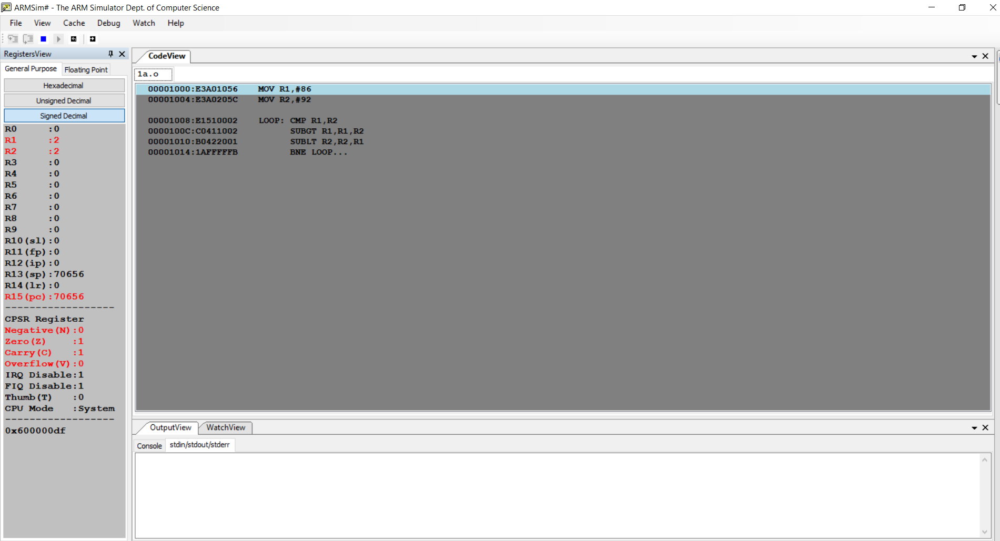 ARMSim# - The ARM Simulator Dept. of Computer Science
File View Cache Debug Watch Help
RegistersView
General Purpose Floating Point
Hexadecimal
Unsigned Decimal
Signed Decimal
R0 :0
R1 :2
R2 :2
R3 :0
R4 :0
R5 :0
R6 :0
R7 :0
R8 :0
R9 :0
R10(sl):0
R11(fp):0
R12(ip):0
R13(sp):70656
R14(lr):0
R15(pc):70656
------------------
CPSR Register
Negative(N):0
Zero(Z) :1
Carry(C) :1
Overflow(V):0
IRQ Disable:1
FIQ Disable:1
Thumb(T) :0
CPU Mode :System
------------------
0x600000df
CodeView
1a.o
00001000:E3A01056 MOV R1,#86
00001004:E3A0205C MOV R2,#92
00001008:E1510002 LOOP: CMP R1,R2
0000100C:C0411002 SUBGT R1,R1,R2
00001010:B0422001 SUBLT R2,R2,R1
00001014:1AFFFFFB BNE LOOP...
OutputView WatchView
Console stdin/stdout/stderr